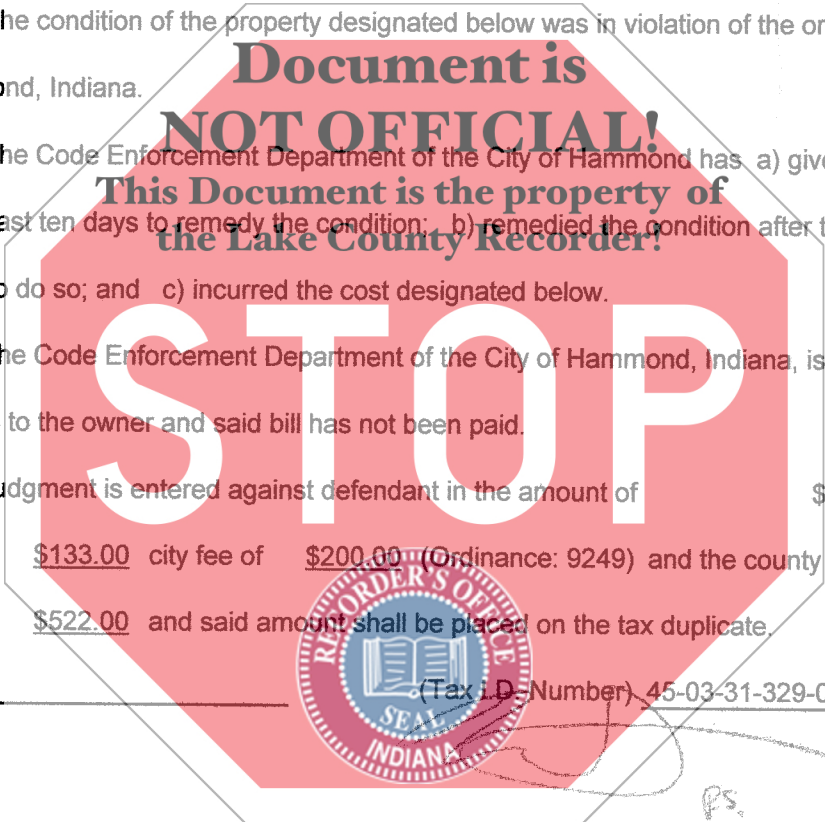 he condition of the property designated below was in violation of the or
Document is
ond, Indiana.
NOT OFFICIAL!
he Code Enforcement Department of the City of Hammond has a) give
This Document is the property of
ast ten days to remedy the condition; b) remedied the condition after t
the Lake County Recorder!
o do so; and c) incurred the cost designated below.
he Code Enforcement Department of the City of Hammond, Indiana, is
to the owner and said bill has not been paid.
STOP
udgment is entered against defendant in the amount of $
$133.00 city fee of $200.00 (Ordinance: 9249) and the county
$522.00 and said amount shall be placed on the tax duplicate.
RECORDER'S OFFICE
SEAL
INDIANA
(Tax I.D. Number) 45-03-31-329-0